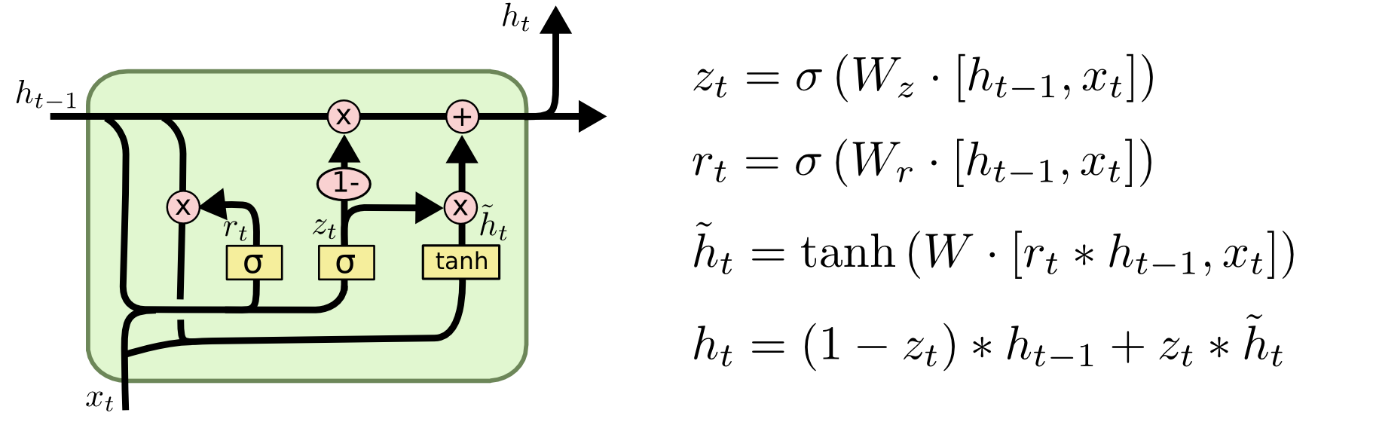 h_t
h_{t-1}
x
+
1-
x
x
r_t
z_t
h̃_t
σ
σ
tanh
x_t
z_t = σ (W_z · [h_{t-1}, x_t])
r_t = σ (W_r · [h_{t-1}, x_t])
h̃_t = tanh (W · [r_t * h_{t-1}, x_t])
h_t = (1 − z_t) * h_{t-1} + z_t * h̃_t